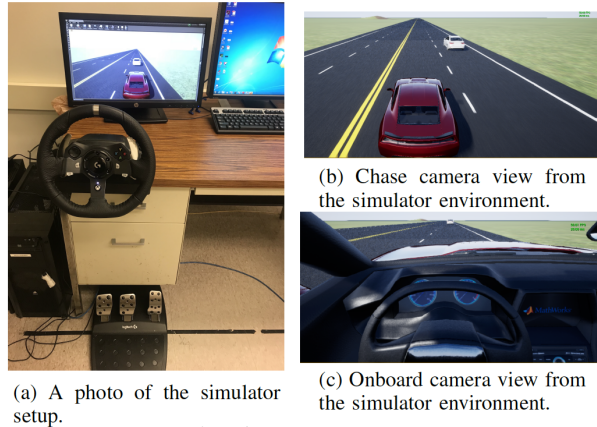 (a) A photo of the simulator
setup.
(b) Chase camera view from
the simulator environment.
MathWorks
(c) Onboard camera view from
the simulator environment.